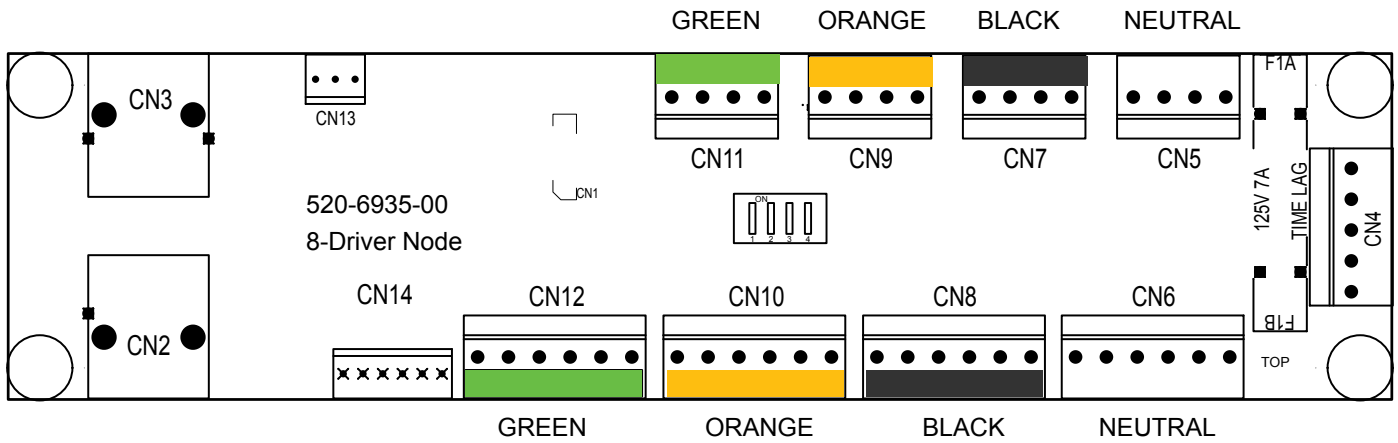 GREEN ORANGE BLACK NEUTRAL
CN3
CN13
F1A
CN11 CN9 CN7 CN5
CN1
520-6935-00
8-Driver Node
ON
1 2 3 4
125V 7A
TIME LAG
CN4
CN14 CN12 CN10 CN8 CN6
F1B
CN2
TOP
GREEN ORANGE BLACK NEUTRAL